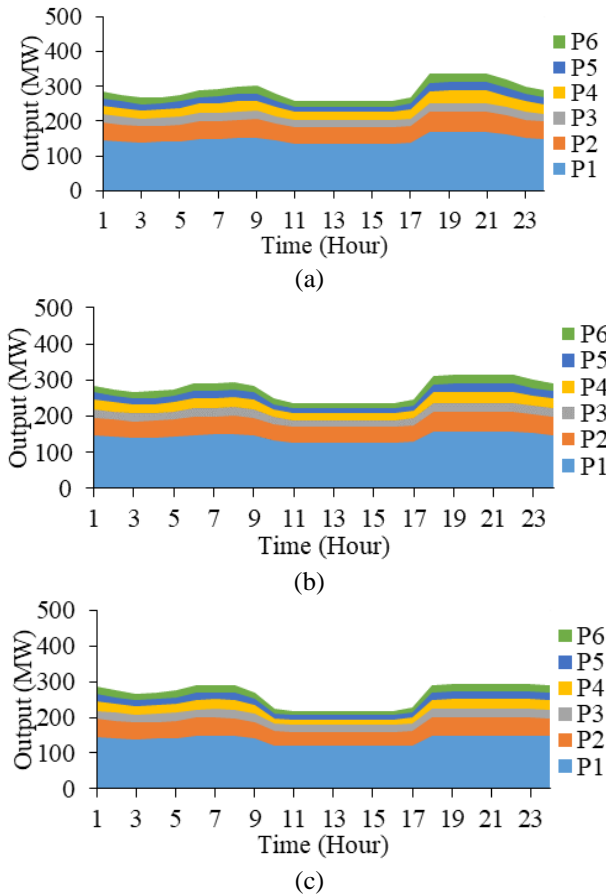 500
400
300
200
100
0
Output (MW)
1 3 5 7 9 11 13 15 17 19 21 23
Time (Hour)
P6
P5
P4
P3
P2
P1
(a)
500
400
300
200
100
0
Output (MW)
1 3 5 7 9 11 13 15 17 19 21 23
Time (Hour)
P6
P5
P4
P3
P2
P1
(b)
500
400
300
200
100
0
Output (MW)
1 3 5 7 9 11 13 15 17 19 21 23
Time (Hour)
P6
P5
P4
P3
P2
P1
(c)